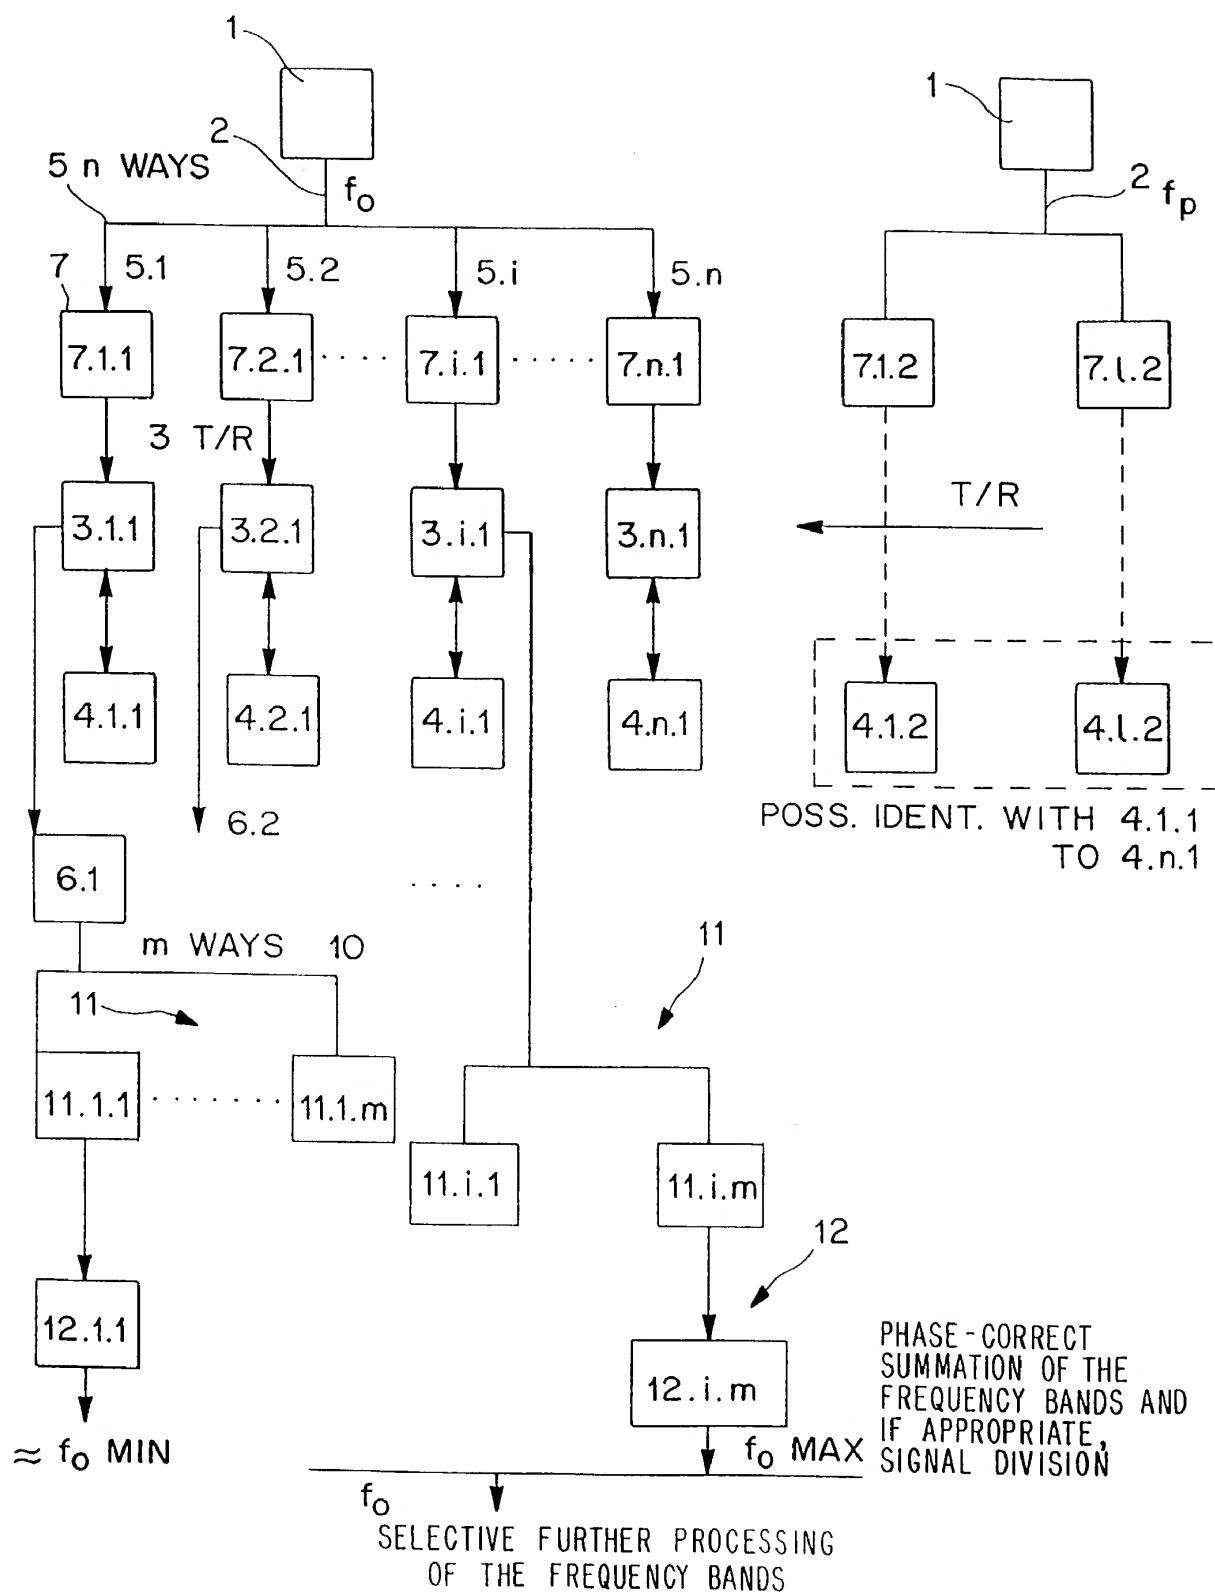 1
1
2
5 n WAYS
f₀
2 fₚ
7
5.1
5.2
5.i
5.n
7.1.1
7.2.1
7.i.1
7.n.1
7.1.2
7.l.2
3 T/R
T/R
3.1.1
3.2.1
3.i.1
3.n.1
4.1.1
4.2.1
4.i.1
4.n.1
4.1.2
4.l.2
6.2
POSS. IDENT. WITH 4.1.1
TO 4.n.1
6.1
m WAYS 10
11
11
11.1.1
11.1.m
11.i.1
11.i.m
12
12.1.1
12.i.m
PHASE-CORRECT
SUMMATION OF THE
FREQUENCY BANDS AND
IF APPROPRIATE,
SIGNAL DIVISION
≈ f₀ MIN
f₀ MAX
f₀
SELECTIVE FURTHER PROCESSING
OF THE FREQUENCY BANDS